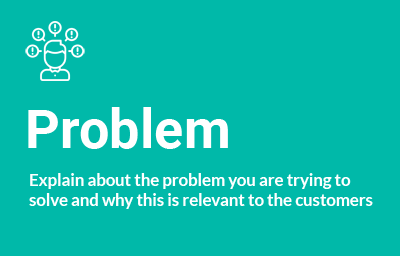 Problem
Explain about the problem you are trying to
solve and why this is relevant to the customers